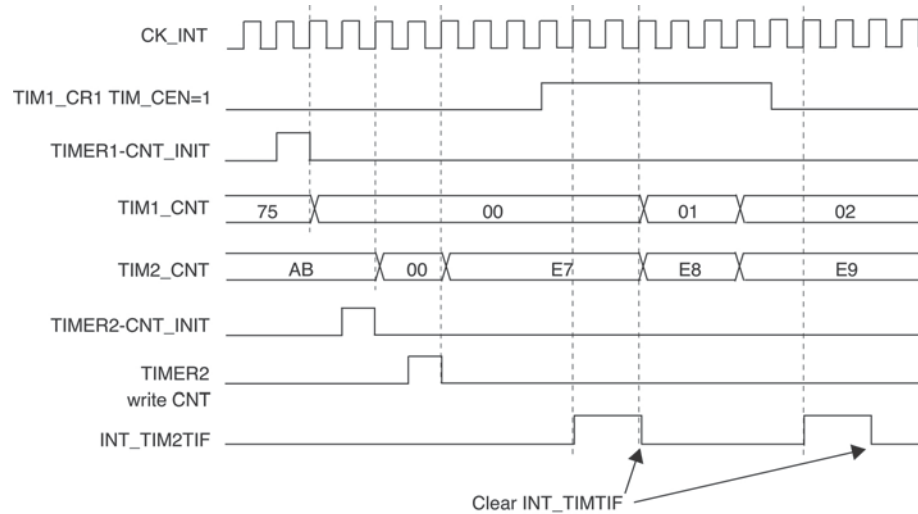 CK_INT
TIM1_CR1 TIM_CEN=1
TIMER1-CNT_INIT
TIM1_CNT 75 00 01 02
TIM2_CNT AB 00 E7 E8 E9
TIMER2-CNT_INIT
TIMER2
write CNT
INT_TIM2TIF
Clear INT_TIMTIF